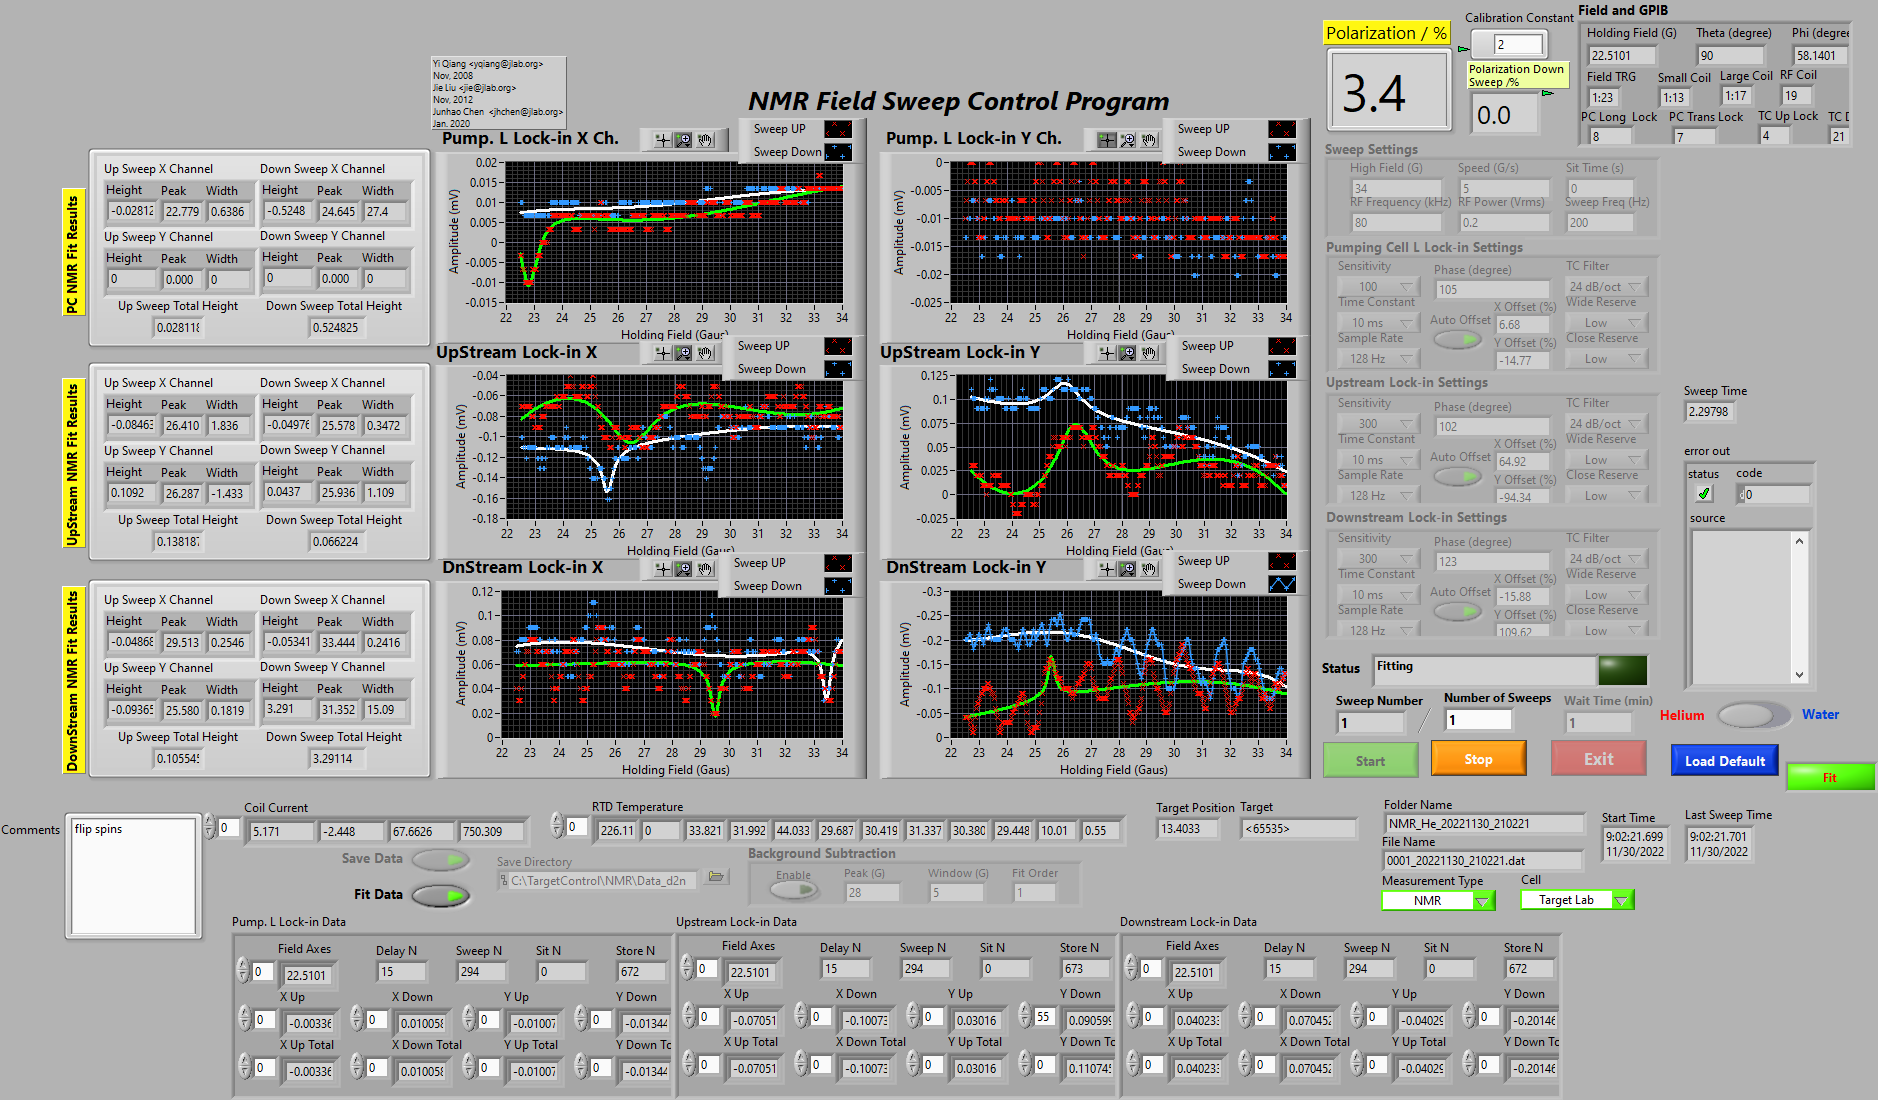 Polarization / %
3.4
Calibration Constant
2
Polarization Down
Sweep /%
0.0
Field and GPIB
Holding Field (G) Theta (degree) Phi (degree
22.5101 90 58.1401
Field TRG Small Coil Large Coil RF Coil
1:23 1:13 1:17 19
PC Long Lock PC Trans Lock TC Up Lock TC D
8 7 4 21
Yi Qiang <yqiang@jlab.org>
Nov, 2008
Jie Liu <jie@jlab.org>
Nov, 2012
Junhao Chen <jhchen@jlab.org>
Jan. 2020
NMR Field Sweep Control Program
PC NMR Fit Results
Up Sweep X Channel Down Sweep X Channel
Height Peak Width Height Peak Width
-0.02812 22.779 0.6386 -0.5248 24.645 27.4
Up Sweep Y Channel Down Sweep Y Channel
Height Peak Width Height Peak Width
0 0.000 0 0 0.000 0
Up Sweep Total Height Down Sweep Total Height
0.028118 0.524825
UpStream NMR Fit Results
Up Sweep X Channel Down Sweep X Channel
Height Peak Width Height Peak Width
-0.08463 26.410 1.836 -0.04976 25.578 0.3472
Up Sweep Y Channel Down Sweep Y Channel
Height Peak Width Height Peak Width
0.1092 26.287 -1.433 0.0437 25.936 1.109
Up Sweep Total Height Down Sweep Total Height
0.138187 0.066224
DownStream NMR Fit Results
Up Sweep X Channel Down Sweep X Channel
Height Peak Width Height Peak Width
-0.04868 29.513 0.2546 -0.05341 33.444 0.2416
Up Sweep Y Channel Down Sweep Y Channel
Height Peak Width Height Peak Width
-0.09365 25.580 0.1819 3.291 31.352 15.09
Up Sweep Total Height Down Sweep Total Height
0.10554 3.29114
Pump. L Lock-in X Ch.
Sweep UP
Sweep Down
Amplitude (mV)
0.02
0.015
0.01
0.005
0
-0.005
-0.01
-0.015
22 23 24 25 26 27 28 29 30 31 32 33 34
Holding Field (Gaus)
Pump. L Lock-in Y Ch.
Sweep UP
Sweep Down
Amplitude (mV)
0
-0.005
-0.01
-0.015
-0.02
-0.025
22 23 24 25 26 27 28 29 30 31 32 33 34
Holding Field (Gaus)
UpStream Lock-in X
Sweep UP
Sweep Down
Amplitude (mV)
-0.04
-0.06
-0.08
-0.1
-0.12
-0.14
-0.16
-0.18
22 23 24 25 26 27 28 29 30 31 32 33 34
Holding Field (Gaus)
UpStream Lock-in Y
Sweep UP
Sweep Down
Amplitude (mV)
0.125
0.1
0.075
0.05
0.025
0
-0.025
22 23 24 25 26 27 28 29 30 31 32 33 34
Holding Field (Gaus)
DnStream Lock-in X
Sweep UP
Sweep Down
Amplitude (mV)
0.12
0.1
0.08
0.06
0.04
0.02
0
22 23 24 25 26 27 28 29 30 31 32 33 34
Holding Field (Gaus)
DnStream Lock-in Y
Sweep UP
Sweep Down
Amplitude (mV)
-0.3
-0.25
-0.2
-0.15
-0.1
-0.05
0
22 23 24 25 26 27 28 29 30 31 32 33 34
Holding Field (Gaus)
Sweep Settings
High Field (G) Speed (G/s) Sit Time (s)
34 5 0
RF Frequency (kHz) RF Power (Vrms) Sweep Freq (Hz)
80 0.2 200
Pumping Cell L Lock-in Settings
Sensitivity Phase (degree) TC Filter
100 105 24 dB/oct
Time Constant X Offset (%) Wide Reserve
10 ms Auto Offset 6.68 Low
Sample Rate Y Offset (%) Close Reserve
128 Hz -14.77 Low
Upstream Lock-in Settings
Sensitivity Phase (degree) TC Filter
300 102 24 dB/oct
Time Constant X Offset (%) Wide Reserve
10 ms Auto Offset 64.92 Low
Sample Rate Y Offset (%) Close Reserve
128 Hz -94.34 Low
Downstream Lock-in Settings
Sensitivity Phase (degree) TC Filter
300 123 24 dB/oct
Time Constant X Offset (%) Wide Reserve
10 ms Auto Offset -15.88 Low
Sample Rate Y Offset (%) Close Reserve
128 Hz 109.62 Low
Sweep Time
2.29798
error out
status code
0
source
Status Fitting
Sweep Number Number of Sweeps Wait Time (min)
1 / 1 1
Helium Water
Start Stop Exit Load Default Fit
Comments
flip spins
Coil Current
0 5.171 -2.448 67.6626 750.309
RTD Temperature
0 226.11 0 33.821 31.992 44.033 29.687 30.419 31.337 30.380 29.448 10.01 0.55
Target Position Target
13.4033 <65535>
Folder Name
NMR_He_20221130_210221
File Name
0001_20221130_210221.dat
Start Time
9:02:21.699
11/30/2022
Last Sweep Time
9:02:21.701
11/30/2022
Save Data
Fit Data
Save Directory
C:\TargetControl\NMR\Data_d2n
Background Subtraction
Enable Peak (G) Window (G) Fit Order
28 5 1
Measurement Type Cell
NMR Target Lab
Pump. L Lock-in Data
Field Axes Delay N Sweep N Sit N Store N
0 22.5101 15 294 0 672
X Up X Down Y Up Y Down
0 -0.00336 0 0.010058 0 -0.01007 0 -0.01344
X Up Total X Down Total Y Up Total Y Down To
0 -0.00336 0 0.010058 0 -0.01007 0 -0.01344
Upstream Lock-in Data
Field Axes Delay N Sweep N Sit N Store N
0 22.5101 15 294 0 673
X Up X Down Y Up Y Down
0 -0.07051 0 -0.10073 0 0.03016 55 0.090599
X Up Total X Down Total Y Up Total Y Down To
0 -0.07051 0 -0.10073 0 0.03016 0 0.110745
Downstream Lock-in Data
Field Axes Delay N Sweep N Sit N Store N
0 22.5101 15 294 0 672
X Up X Down Y Up Y Down
0 0.040233 0 0.070452 0 -0.04029 0 -0.20146
X Up Total X Down Total Y Up Total Y Down To
0 0.040233 0 0.070452 0 -0.04029 0 -0.20146